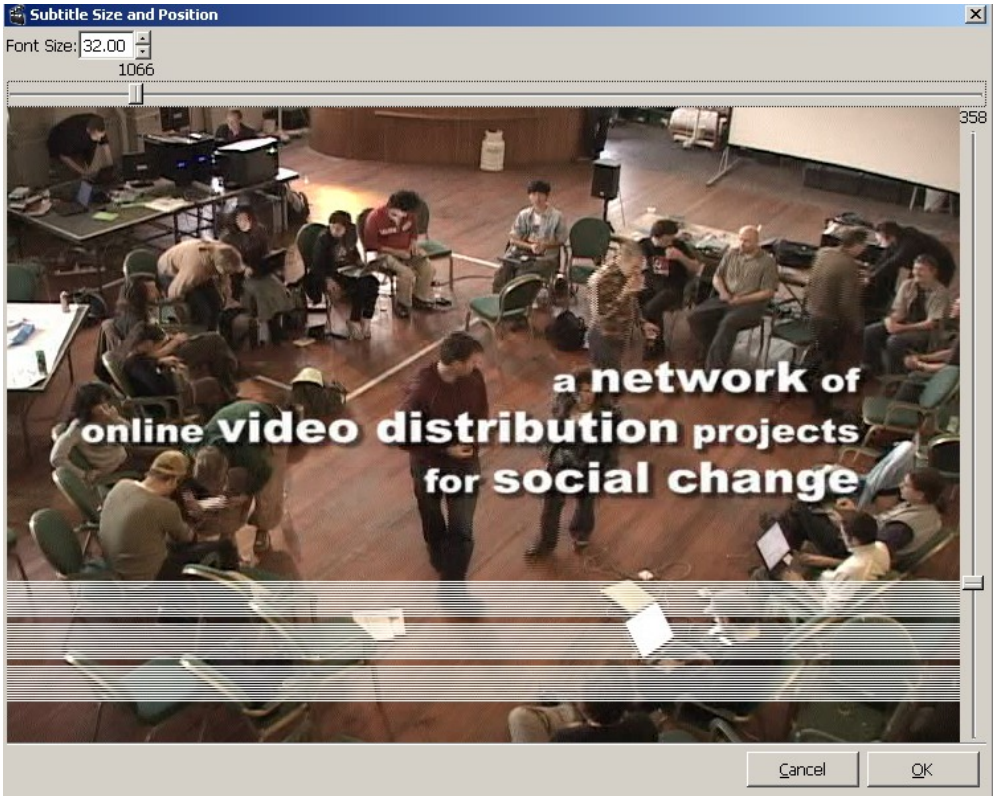 Subtitle Size and Position
Font Size: 32.00
1066
358
a network of
online video distribution projects
for social change
Cancel
OK